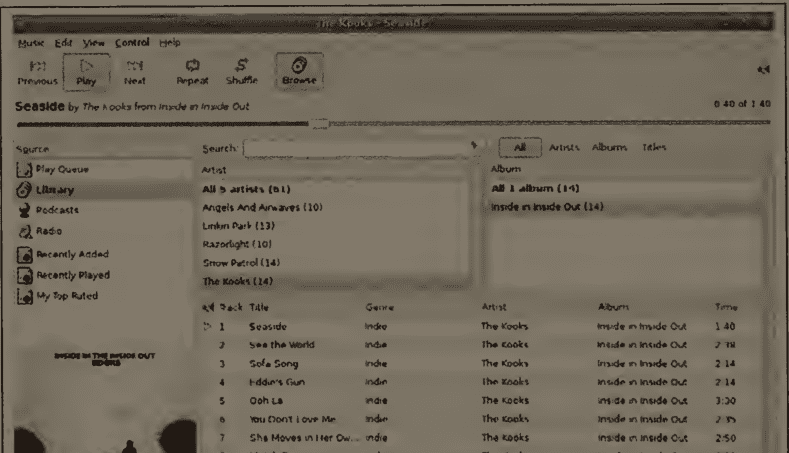 The Kooks - Seaside
Music Edit View Control Help
Previous Play Next Repeat Shuffle Browse
Seaside by The Kooks from Inside in Inside Out
0:40 of 1:40
Source
Play Queue
Library
Podcasts
Radio
Recently Added
Recently Played
My Top Rated
INSIDE IN THE INSIDE OUT
KOOKS
Search:
All Artists Albums Titles
Artist
All 5 artists (61)
Angels And Airwaves (10)
Linkin Park (13)
Razorlight (10)
Snow Patrol (14)
The Kooks (14)
Album
All 1 album (14)
Inside in Inside Out (14)
Track Title Genre Artist Album Time
1 Seaside Indie The Kooks Inside in Inside Out 1:40
2 See the World Indie The Kooks Inside in Inside Out 2:38
3 Sofa Song Indie The Kooks Inside in Inside Out 2:14
4 Eddie's Gun Indie The Kooks Inside in Inside Out 2:14
5 Ooh La Indie The Kooks Inside in Inside Out 3:30
6 You Don't Love Me Indie The Kooks Inside in Inside Out 2:35
7 She Moves in Her Ow... Indie The Kooks Inside in Inside Out 2:50